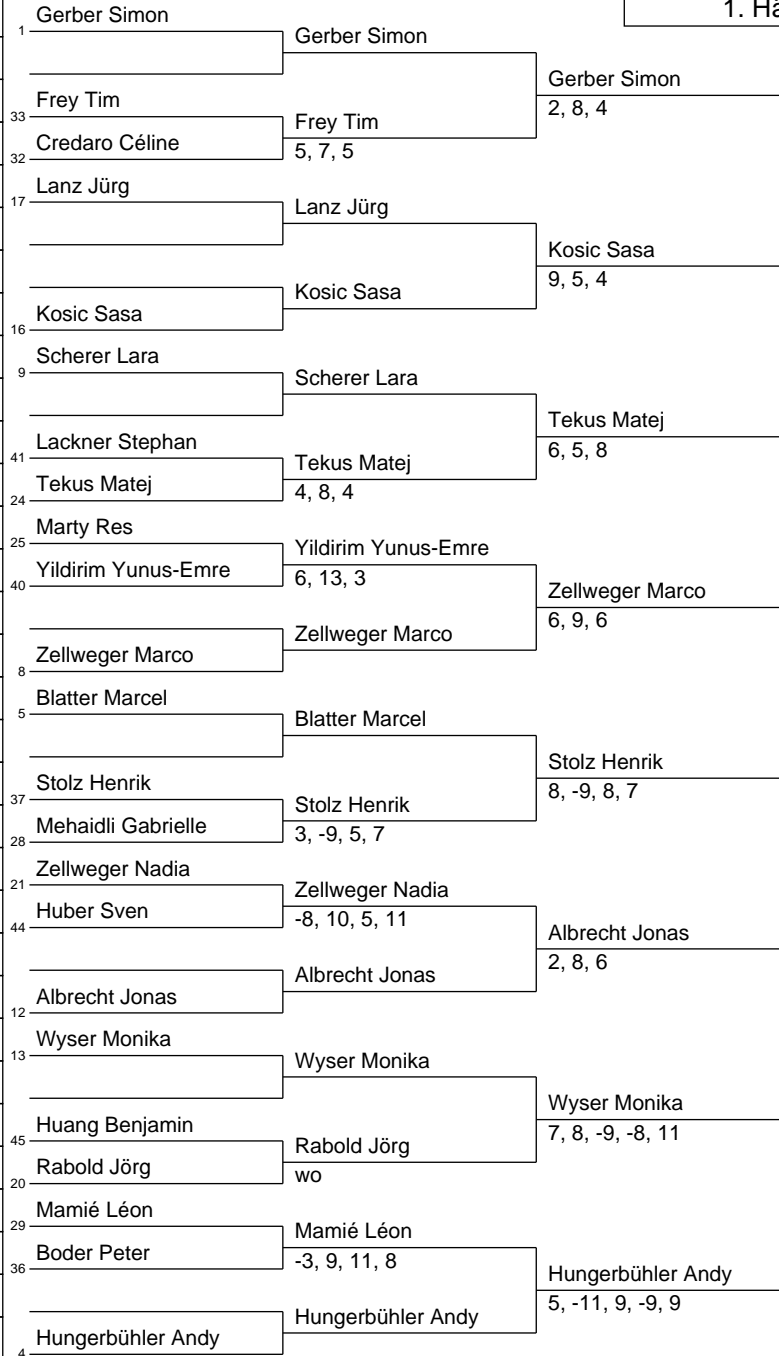 1. Hä
1 Gerber Simon
33 Frey Tim
32 Credaro Céline
17 Lanz Jürg
16 Kosic Sasa
9 Scherer Lara
41 Lackner Stephan
24 Tekus Matej
25 Marty Res
40 Yildirim Yunus-Emre
8 Zellweger Marco
5 Blatter Marcel
37 Stolz Henrik
28 Mehaidli Gabrielle
21 Zellweger Nadia
44 Huber Sven
12 Albrecht Jonas
13 Wyser Monika
45 Huang Benjamin
20 Rabold Jörg
29 Mamié Léon
36 Boder Peter
4 Hungerbühler Andy
Gerber Simon
Frey Tim
5, 7, 5
Lanz Jürg
Kosic Sasa
Scherer Lara
Tekus Matej
4, 8, 4
Yildirim Yunus-Emre
6, 13, 3
Zellweger Marco
Blatter Marcel
Stolz Henrik
3, -9, 5, 7
Zellweger Nadia
-8, 10, 5, 11
Albrecht Jonas
Wyser Monika
Rabold Jörg
wo
Mamié Léon
-3, 9, 11, 8
Hungerbühler Andy
Gerber Simon
2, 8, 4
Kosic Sasa
9, 5, 4
Tekus Matej
6, 5, 8
Zellweger Marco
6, 9, 6
Stolz Henrik
8, -9, 8, 7
Albrecht Jonas
2, 8, 6
Wyser Monika
7, 8, -9, -8, 11
Hungerbühler Andy
5, -11, 9, -9, 9